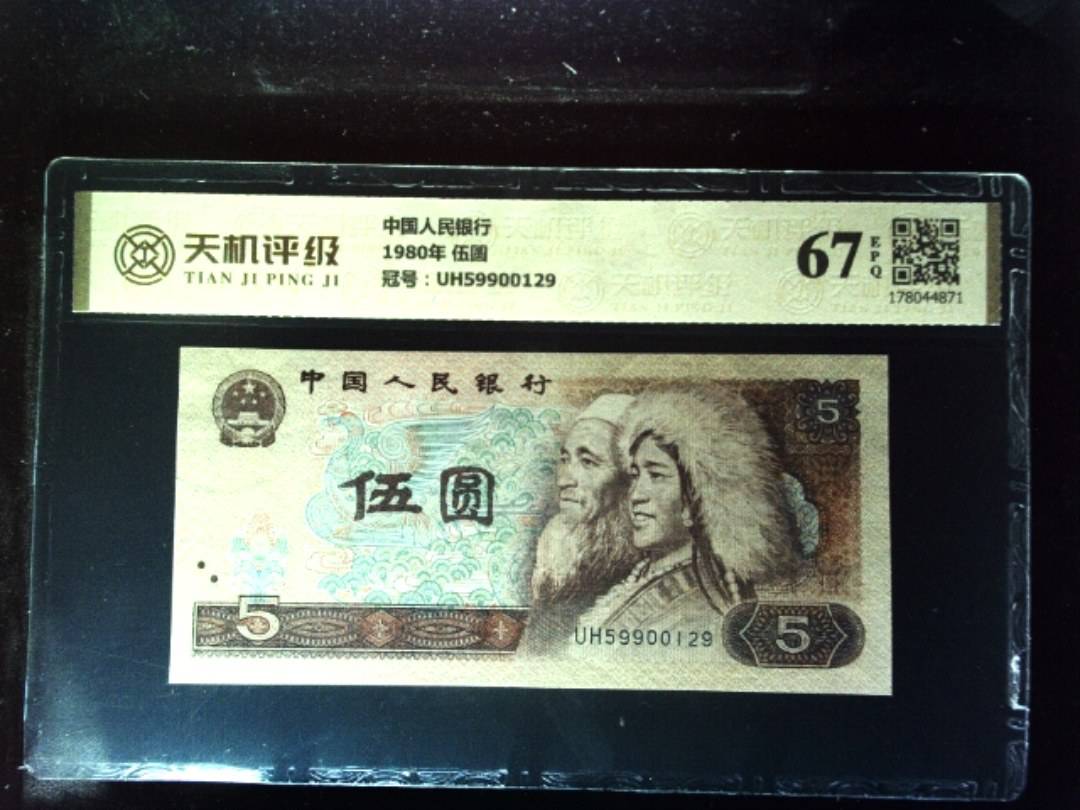 天机评级
TIAN JI PING JI
中国人民银行
1980年 伍圆
冠号：UH59900129
67
EPQ
178044871
中国人民银行
5
伍圆
5
UH59900129
5